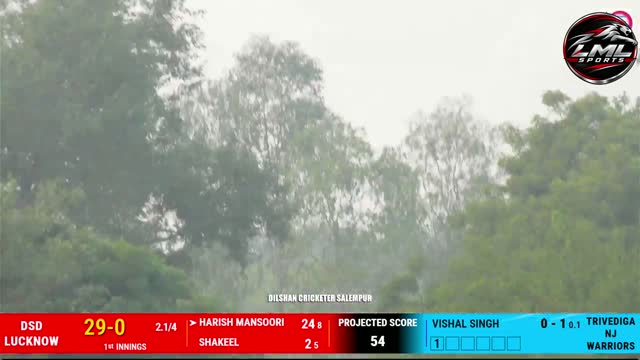 LML
SPORTS
DILSHAN CRICKETER SALEMPUR
DSD
LUCKNOW
29-0
2.1/4
1st INNINGS
HARISH MANSOORI 24 8
SHAKEEL 2 5
PROJECTED SCORE
54
VISHAL SINGH 0 - 1 0.1
1
TRIVEDIGA
NJ
WARRIORS